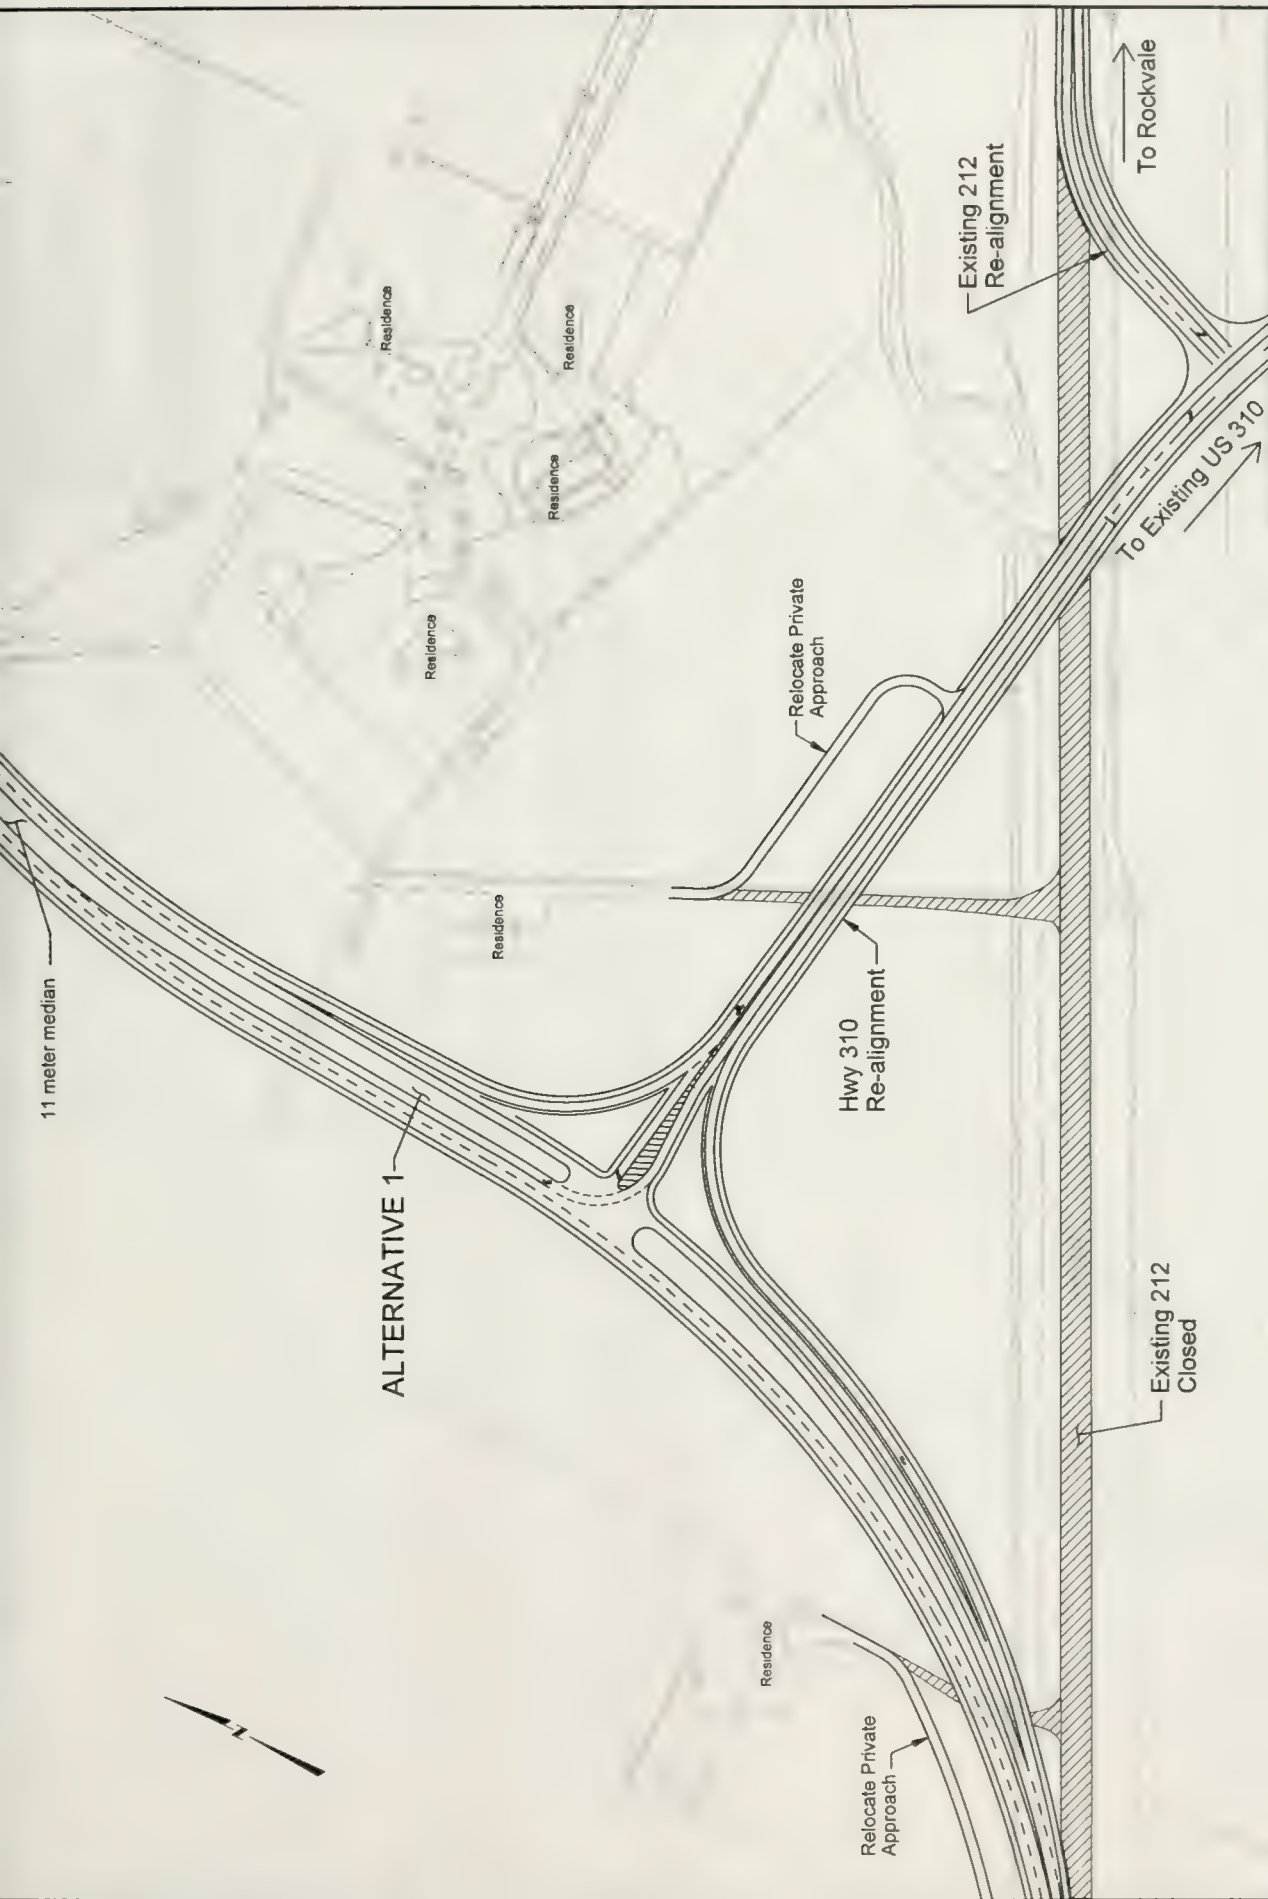 11 meter median
ALTERNATIVE 1
Residence
Residence
Residence
Residence
Residence
Residence
Relocate Private
Approach
Relocate Private
Approach
Hwy 310
Re-alignment
Existing 212
Re-alignment
To Rockvale
To Existing US 310
Existing 212
Closed
N